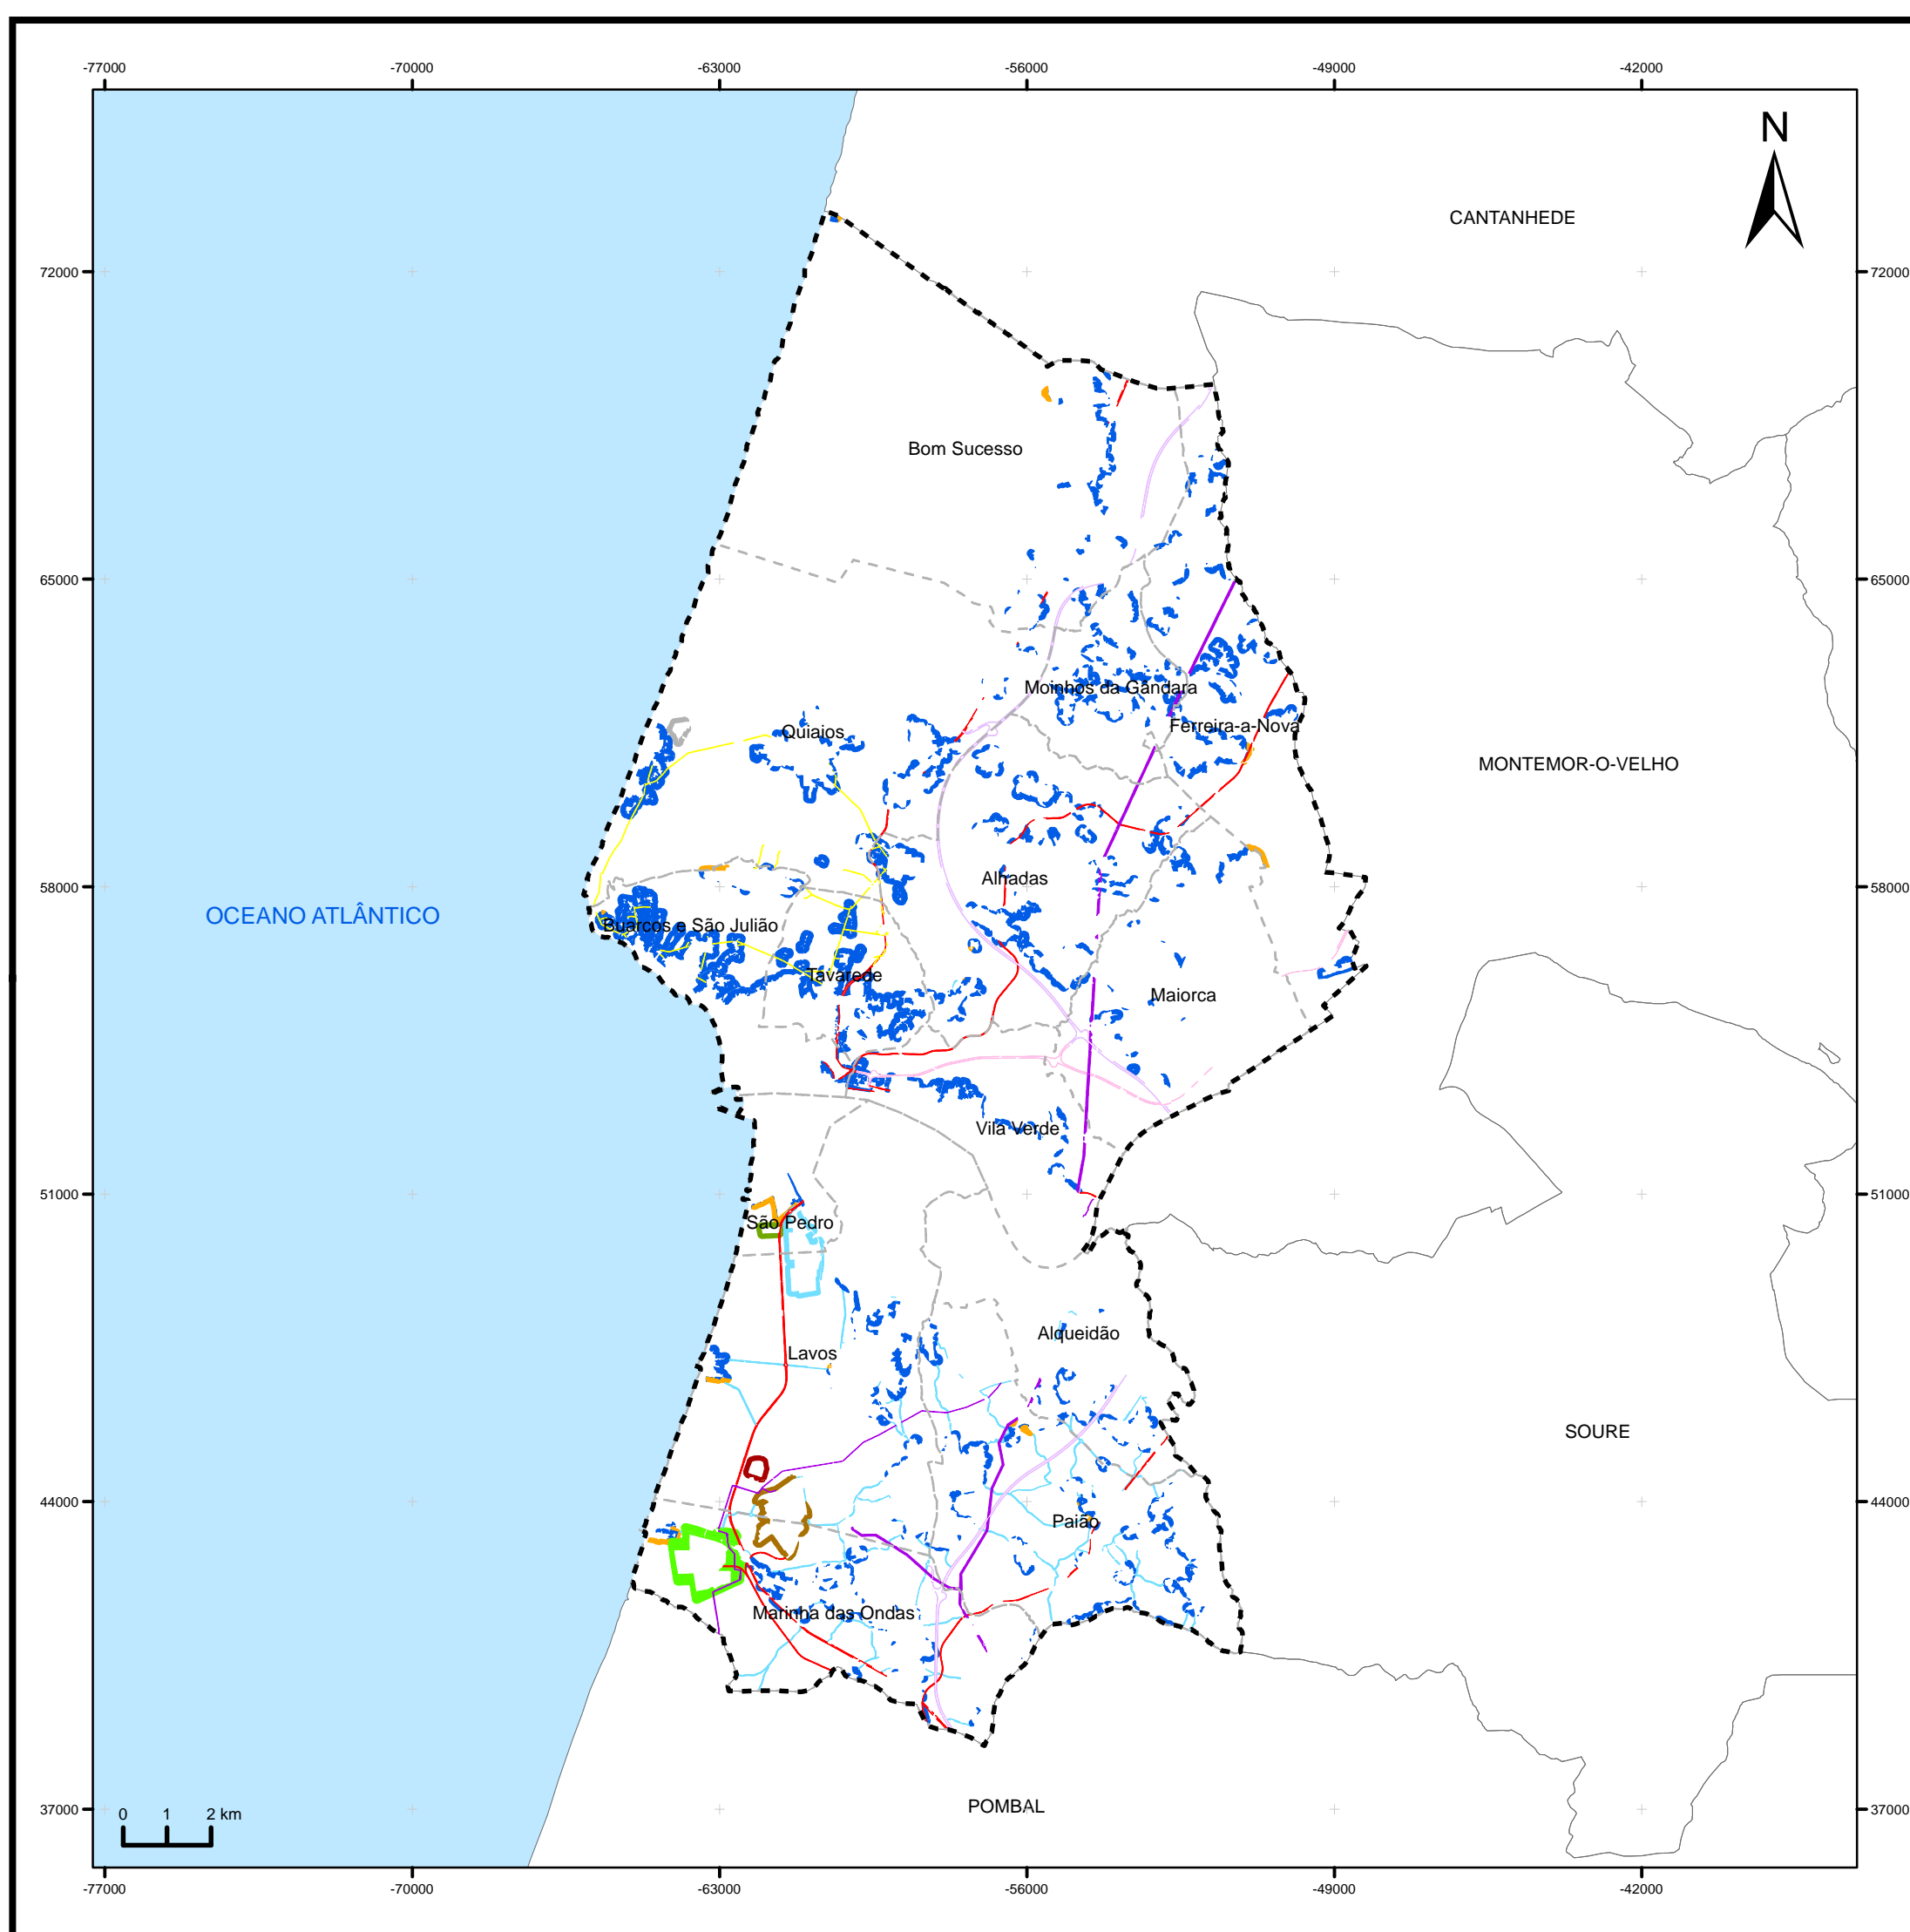 -77000 -70000 -63000 -56000 -49000 -42000
N
CANTANHEDE
72000 72000
Bom Sucesso
65000 65000
Moinhos da Gândara
Ferreira-a-Nova
Quiaios
MONTEMOR-O-VELHO
Alhadas
58000 58000
OCEANO ATLÂNTICO
Buarcos e São Julião
Tavarede
Maiorca
Vila Verde
51000 51000
São Pedro
Alqueidão
Lavos
SOURE
44000 44000
Paião
Marinha das Ondas
POMBAL
37000 37000
0 1 2 km
-77000 -70000 -63000 -56000 -49000 -42000